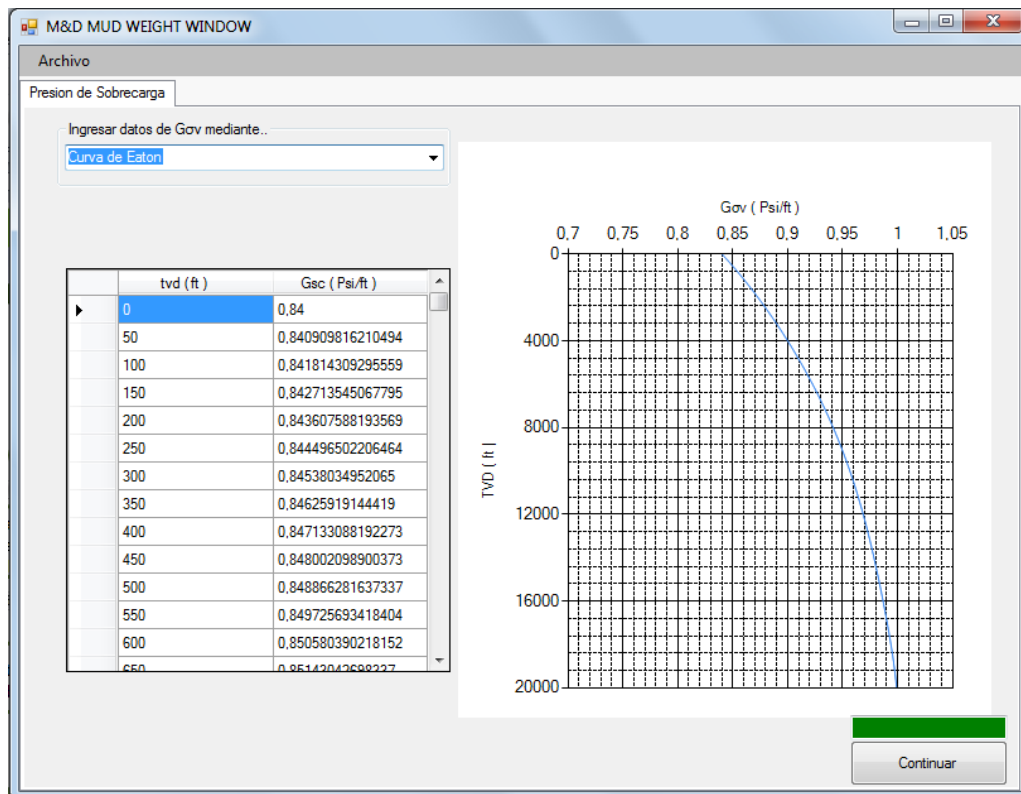 M&D MUD WEIGHT WINDOW
Archivo
Presion de Sobrecarga
Ingresar datos de Gσv mediante..
Curva de Eaton
tvd ( ft ) Gsc ( Psi/ft )
0 0,84
50 0,840909816210494
100 0,841814309295559
150 0,842713545067795
200 0,843607588193569
250 0,844496502206464
300 0,84538034952065
350 0,84625919144419
400 0,847133088192273
450 0,848002098900373
500 0,848866281637337
550 0,849725693418404
600 0,850580390218152
650 0,85143042698337
Gσv ( Psi/ft )
0,7 0,75 0,8 0,85 0,9 0,95 1 1,05
0
4000
8000
12000
16000
20000
TVD ( ft )
Continuar